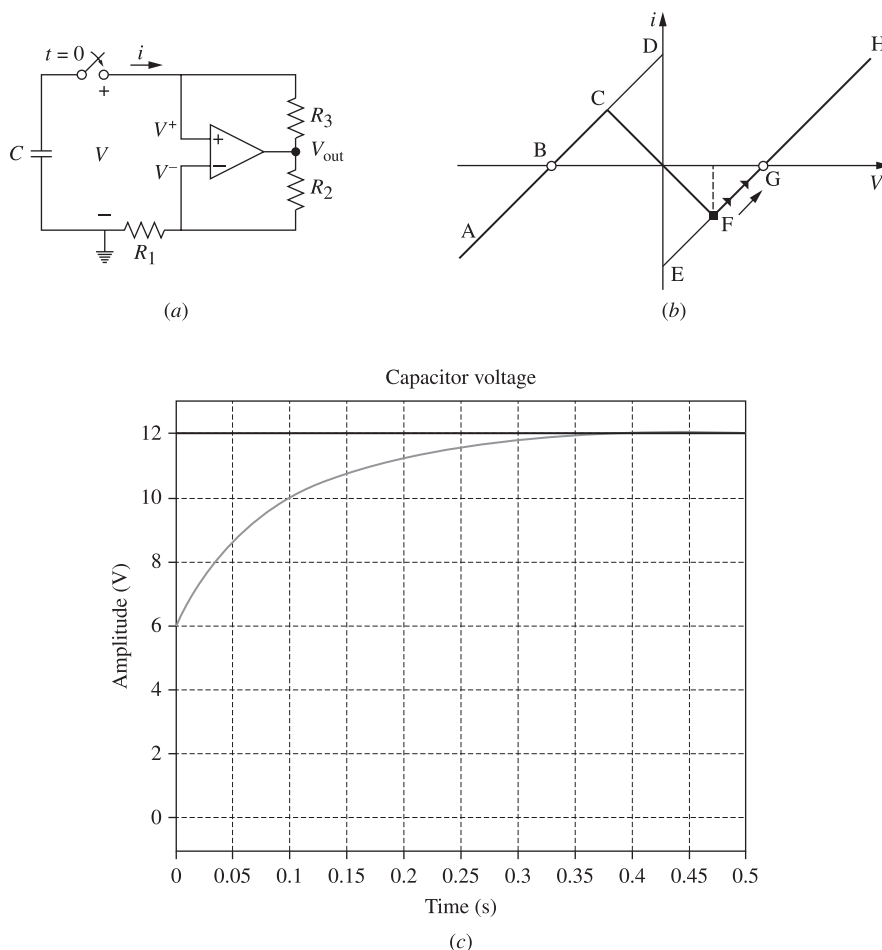 t = 0
i
+
C
V
V+
V−
+
−
R3
Vout
R2
−
R1
(a)
i
D
H
C
B
G
V
F
A
E
(b)
Capacitor voltage
Amplitude (V)
12
10
8
6
4
2
0
0 0.05 0.1 0.15 0.2 0.25 0.3 0.35 0.4 0.45 0.5
Time (s)
(c)